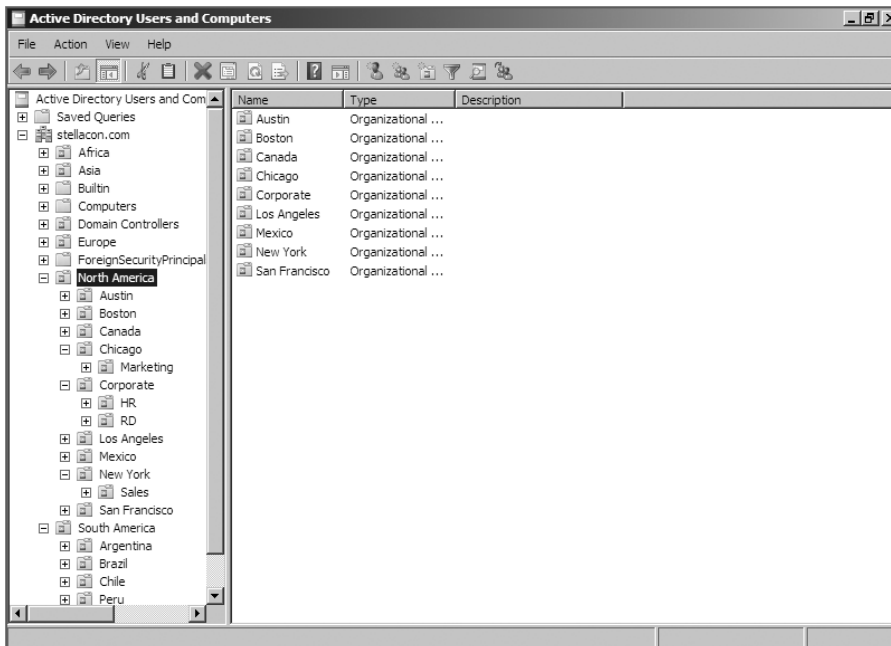 Active Directory Users and Computers
File Action View Help
Active Directory Users and Com
Saved Queries
stellacon.com
Africa
Asia
Builtin
Computers
Domain Controllers
Europe
ForeignSecurityPrincipal
North America
Austin
Boston
Canada
Chicago
Marketing
Corporate
HR
RD
Los Angeles
Mexico
New York
Sales
San Francisco
South America
Argentina
Brazil
Chile
Peru
Name Type Description
Austin Organizational ...
Boston Organizational ...
Canada Organizational ...
Chicago Organizational ...
Corporate Organizational ...
Los Angeles Organizational ...
Mexico Organizational ...
New York Organizational ...
San Francisco Organizational ...